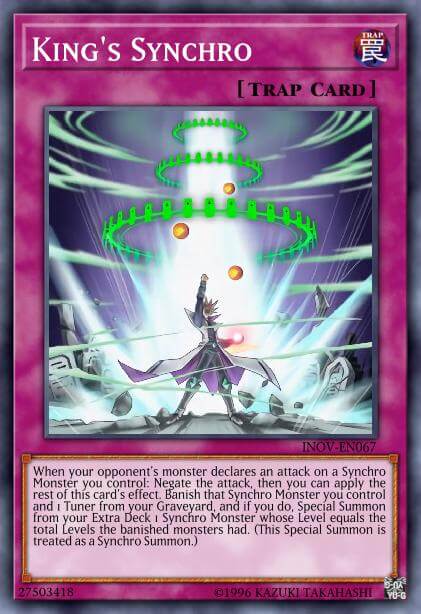 King's Synchro
TRAP
罠
[Trap Card]
INOV-EN067
When your opponent's monster declares an attack on a Synchro
Monster you control: Negate the attack, then you can apply the
rest of this card's effect. Banish that Synchro Monster you control
and 1 Tuner from your Graveyard, and if you do, Special Summon
from your Extra Deck 1 Synchro Monster whose Level equals the
total Levels the banished monsters had. (This Special Summon is
treated as a Synchro Summon.)
27503418
©1996 KAZUKI TAKAHASHI